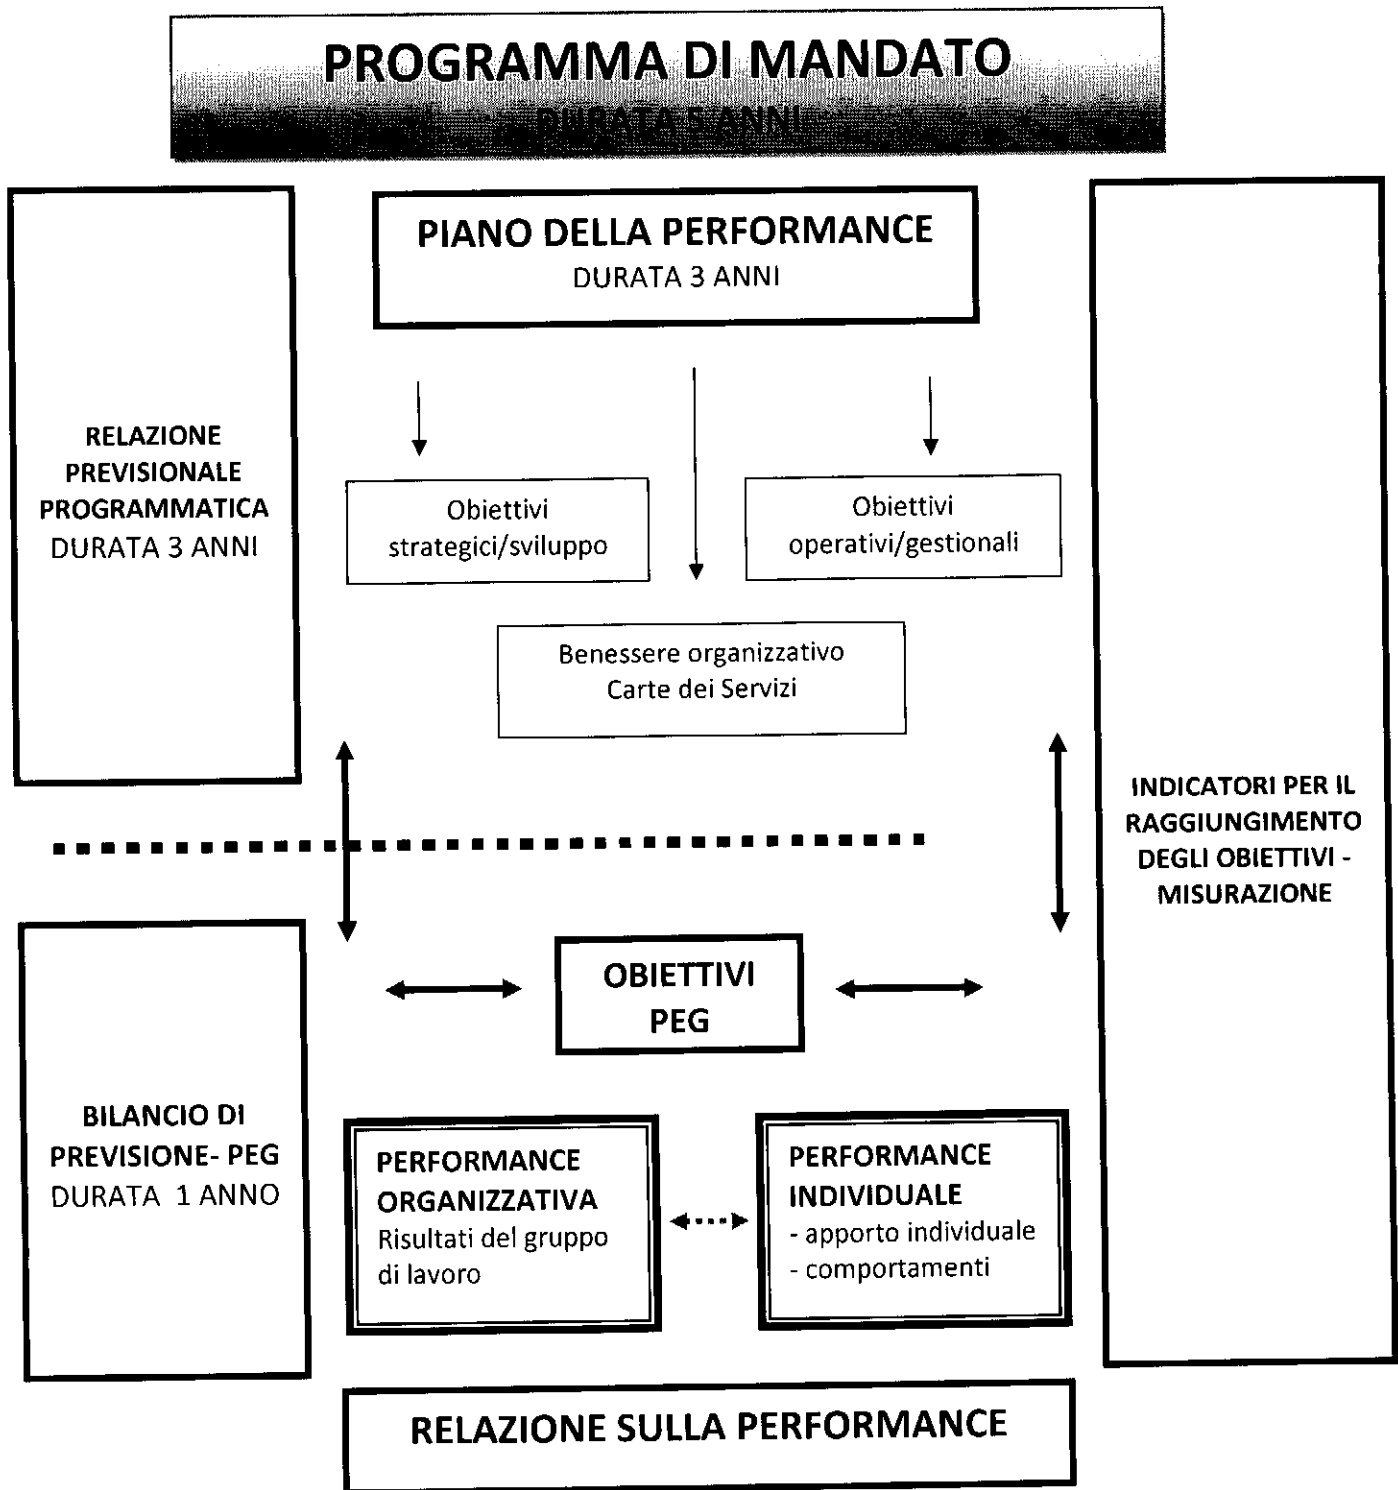 PROGRAMMA DI MANDATO
DURATA 5 ANNI
PIANO DELLA PERFORMANCE
DURATA 3 ANNI
RELAZIONE
PREVISIONALE
PROGRAMMATICA
DURATA 3 ANNI
Obiettivi
strategici/sviluppo
Obiettivi
operativi/gestionali
Benessere organizzativo
Carte dei Servizi
INDICATORI PER IL
RAGGIUNGIMENTO
DEGLI OBIETTIVI -
MISURAZIONE
OBIETTIVI
PEG
BILANCIO DI
PREVISIONE- PEG
DURATA 1 ANNO
PERFORMANCE
ORGANIZZATIVA
Risultati del gruppo
di lavoro
PERFORMANCE
INDIVIDUALE
- apporto individuale
- comportamenti
RELAZIONE SULLA PERFORMANCE